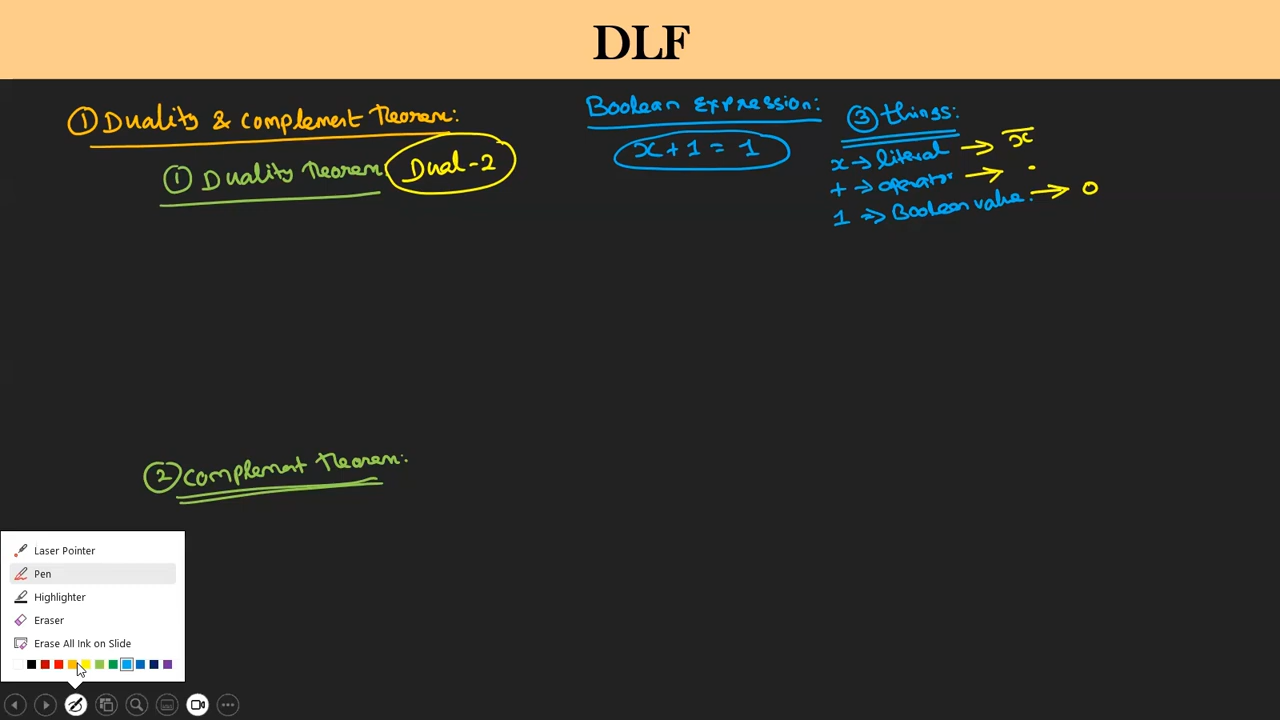 DLF
① Duality & complement Theorem:
① Duality Theorem Dual-2
Boolean Expression:
x + 1 = 1
③ things:
x → literal → x̅
+ → operator → .
1 => Boolean value. → 0
② complement Theorem:
Laser Pointer
Pen
Highlighter
Eraser
Erase All Ink on Slide